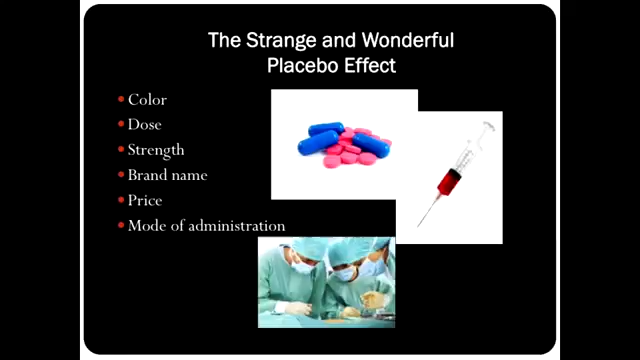 The Strange and Wonderful
Placebo Effect
Color
Dose
Strength
Brand name
Price
Mode of administration